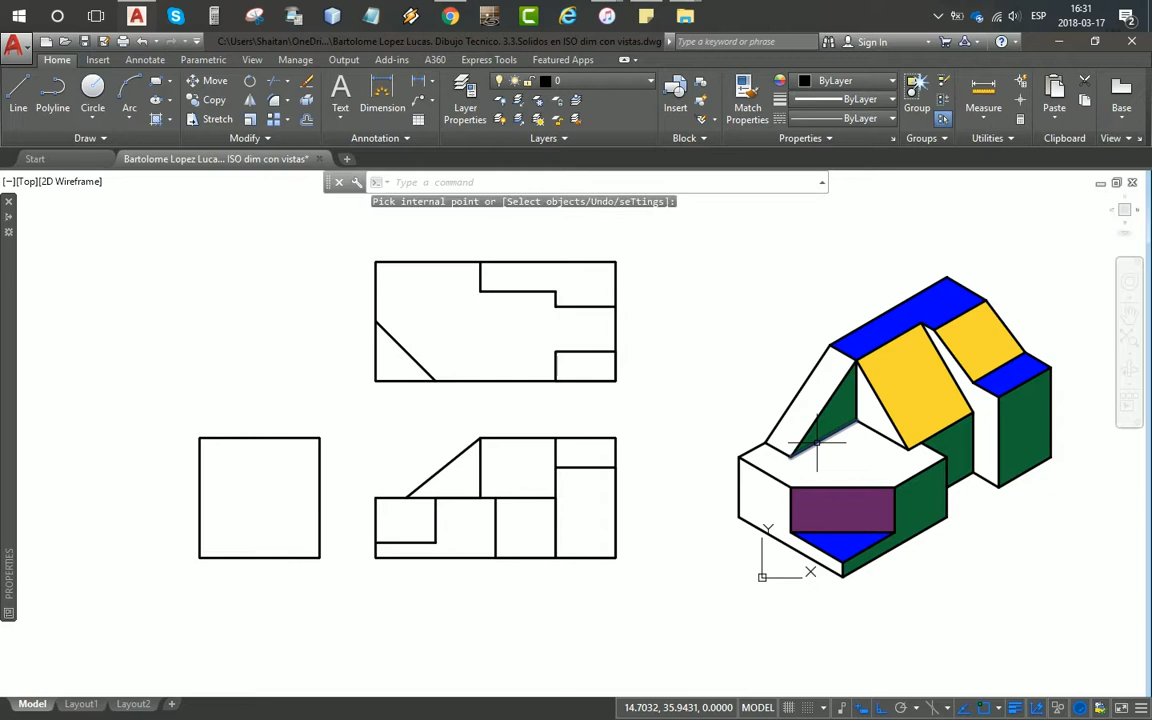 16:31
ESP
2018-03-17
2
C:\Users\Shaitan\OneDri... Bartolome Lopez Lucas. Dibujo Tecnico. 3.3.Solidos en ISO dim con vistas.dwg
Type a keyword or phrase
Sign In
Home Insert Annotate Parametric View Manage Output Add-ins A360 Express Tools Featured Apps
Line Polyline Circle Arc
Move
Copy
Stretch
Text Dimension
Layer Properties
0
Insert
Match Properties
ByLayer
ByLayer
ByLayer
Group
Measure
Paste
Base
Draw Modify Annotation Layers Block Properties Groups Utilities Clipboard View
Start Bartolome Lopez Luca... ISO dim con vistas*
[−][Top][2D Wireframe]
Type a command
Pick internal point or [Select objects/Undo/seTtings]:
Y
X
PROPERTIES
Model Layout1 Layout2
14.7032, 35.9431, 0.0000 MODEL